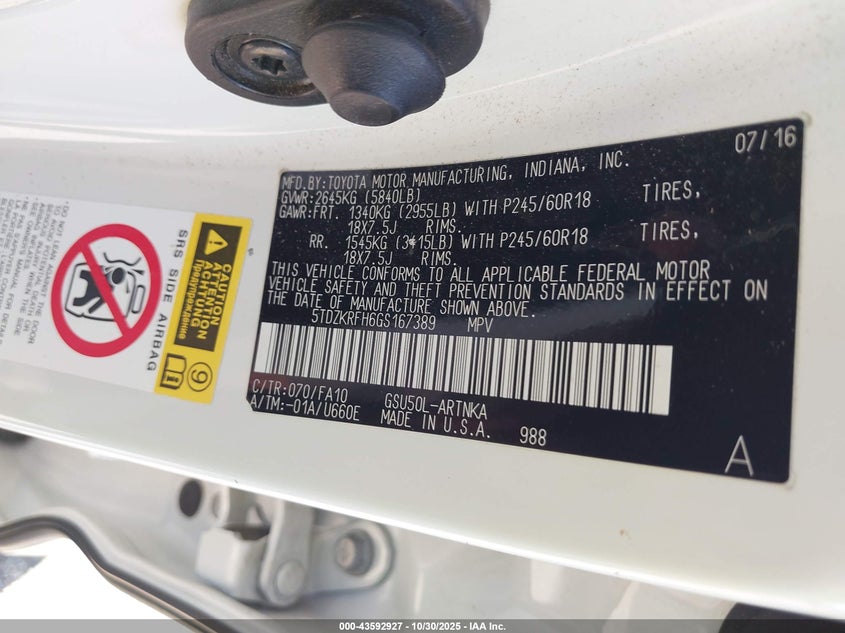 07/16
MFD.BY:TOYOTA MOTOR MANUFACTURING, INDIANA, INC.
GVWR:2645KG (5840LB)
GAWR:FRT. 1340KG (2955LB) WITH P245/60R18 TIRES,
18X7.5J RIMS.
RR. 1545KG (3415LB) WITH P245/60R18 TIRES,
18X7.5J RIMS.
THIS VEHICLE CONFORMS TO ALL APPLICABLE FEDERAL MOTOR
VEHICLE SAFETY AND THEFT PREVENTION STANDARDS IN EFFECT ON
THE DATE OF MANUFACTURE SHOWN ABOVE.
5TDZKRFH6GS167389 MPV
C/TR:070/FA10 GSU50L-ARTNKA
A/TM:-01A/U660E MADE IN U.S.A. 988
A
SRS SIDE AIRBAG
CAUTION
ATTENTION
ACHTUNG
Предупреждение
9
000-43592927 • 10/30/2025 • IAA Inc.